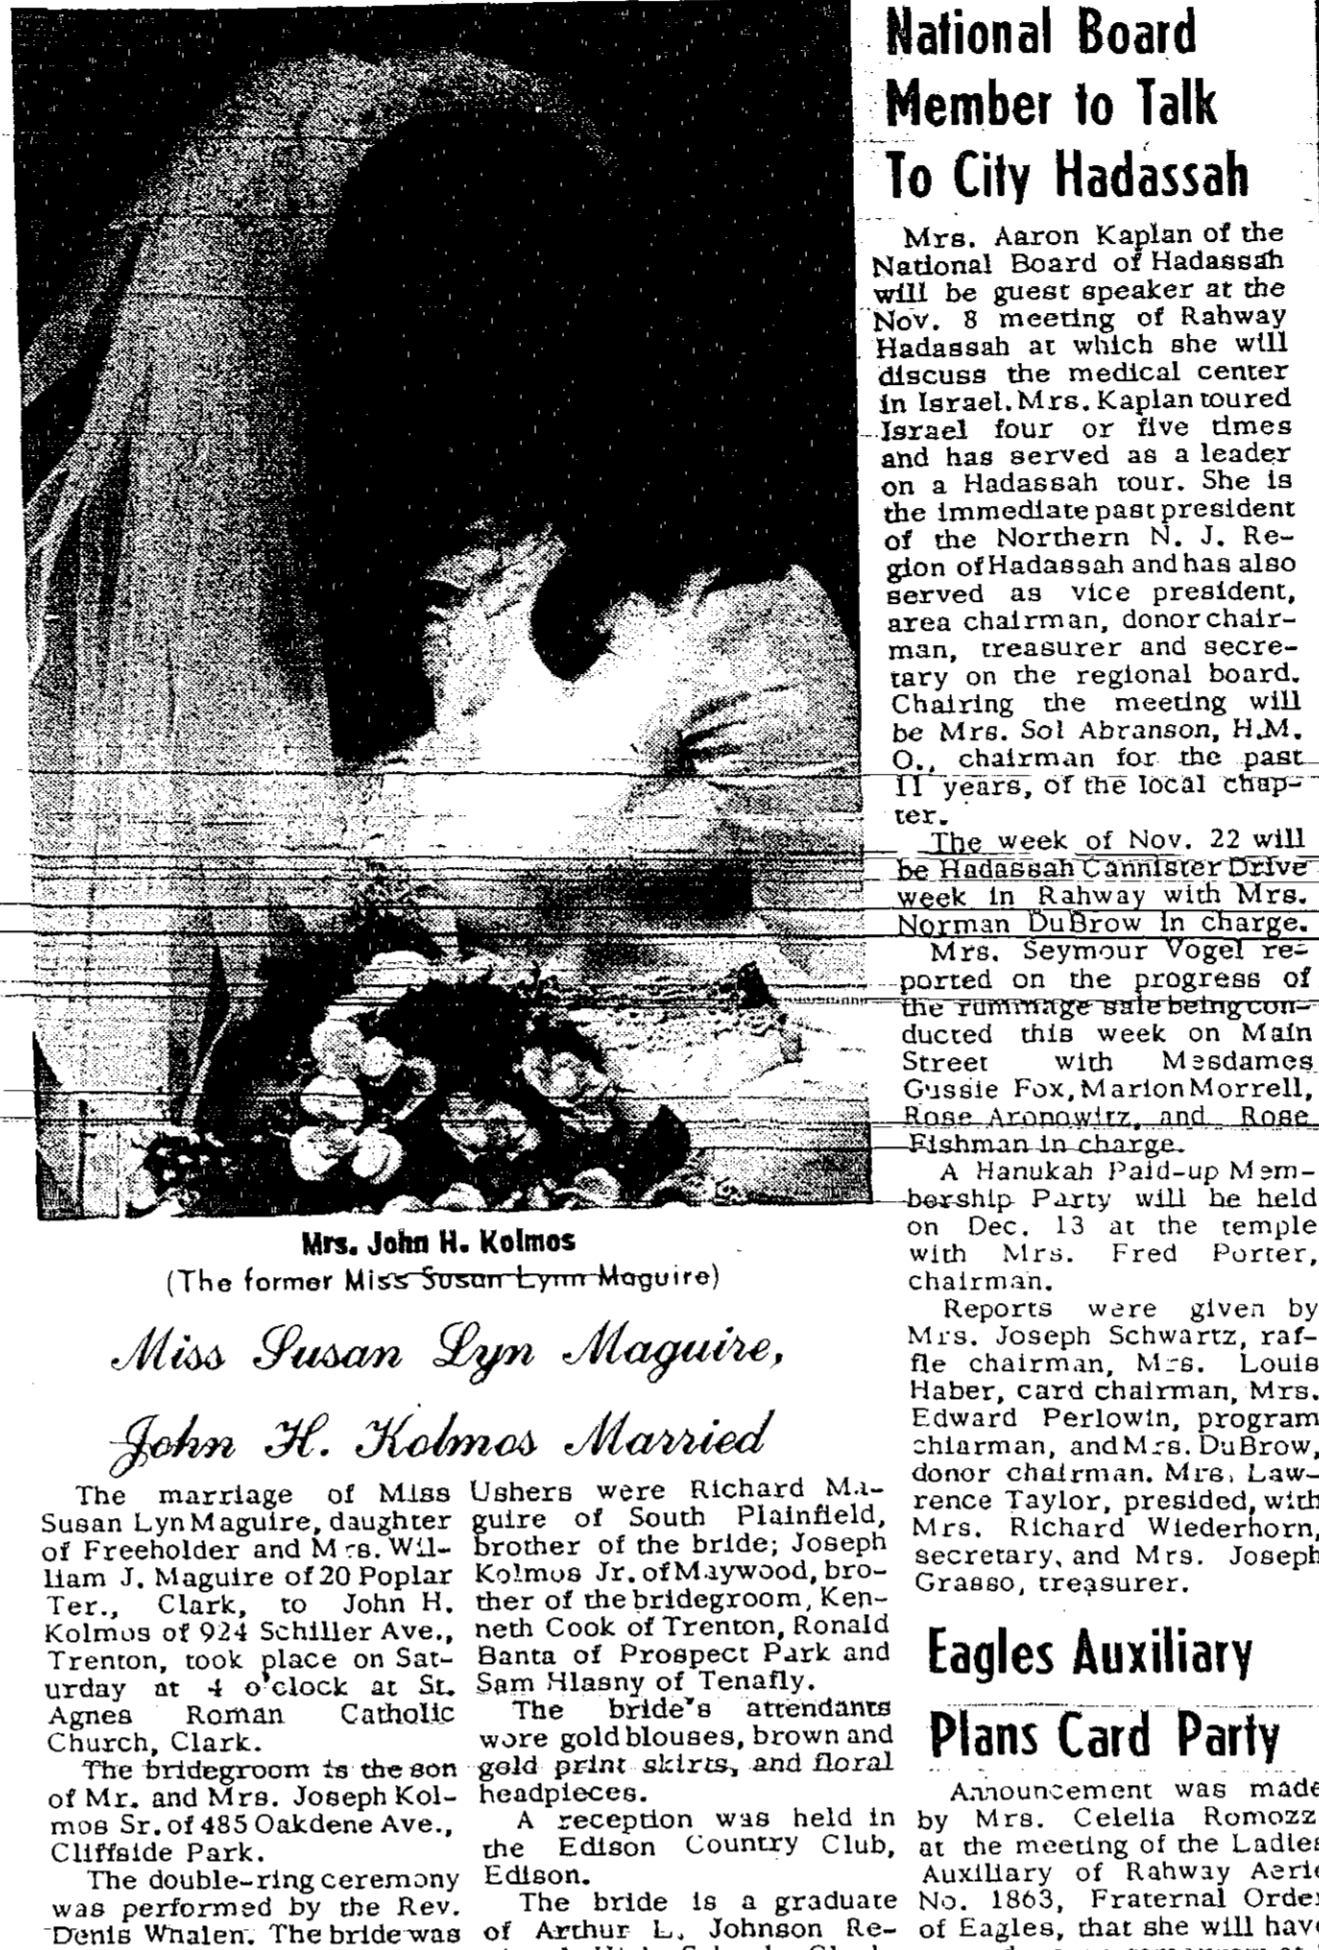 Mrs. John H. Kolmos
(The former Miss Susan Lynn Maguire)
Miss Susan Lyn Maguire,
John H. Kolmos Married
The marriage of Miss
Susan Lyn Maguire, daughter
of Freeholder and Mrs. Wil-
liam J. Maguire of 20 Poplar
Ter., Clark, to John H.
Kolmos of 924 Schiller Ave.,
Trenton, took place on Sat-
urday at 4 o'clock at St.
Agnes Roman Catholic
Church, Clark.
The bridegroom is the son
of Mr. and Mrs. Joseph Kol-
mos Sr. of 485 Oakdene Ave.,
Cliffside Park.
The double-ring ceremony
was performed by the Rev.
Denis Whalen. The bride was
Ushers were Richard Ma-
guire of South Plainfield,
brother of the bride; Joseph
Kolmos Jr. of Maywood, bro-
ther of the bridegroom, Ken-
neth Cook of Trenton, Ronald
Banta of Prospect Park and
Sam Hlasny of Tenafly.
The bride's attendants
wore gold blouses, brown and
gold print skirts, and floral
headpieces.
A reception was held in
the Edison Country Club,
Edison.
The bride is a graduate
of Arthur L. Johnson Re-
National Board
Member to Talk
To City Hadassah
Mrs. Aaron Kaplan of the
National Board of Hadassah
will be guest speaker at the
Nov. 8 meeting of Rahway
Hadassah at which she will
discuss the medical center
in Israel. Mrs. Kaplan toured
Israel four or five times
and has served as a leader
on a Hadassah tour. She is
the immediate past president
of the Northern N. J. Re-
gion of Hadassah and has also
served as vice president,
area chairman, donor chair-
man, treasurer and secre-
tary on the regional board.
Chairing the meeting will
be Mrs. Sol Abranson, H.M.
O., chairman for the past
11 years, of the local chap-
ter.
The week of Nov. 22 will
be Hadassah Cannister Drive
week in Rahway with Mrs.
Norman DuBrow in charge.
Mrs. Seymour Vogel re-
ported on the progress of
the rummage sale being con-
ducted this week on Main
Street with Mesdames
Gussie Fox, Marion Morrell,
Rose Aronowitz, and Rose
Fishman in charge.
A Hanukah Paid-up Mem-
bership Party will be held
on Dec. 13 at the temple
with Mrs. Fred Porter,
chairman.
Reports were given by
Mrs. Joseph Schwartz, raf-
fle chairman, Mrs. Louis
Haber, card chairman, Mrs.
Edward Perlowin, program
chiarman, and Mrs. DuBrow,
donor chairman. Mrs. Law-
rence Taylor, presided, with
Mrs. Richard Wiederhorn,
secretary, and Mrs. Joseph
Grasso, treasurer.
Eagles Auxiliary
Plans Card Party
Announcement was made
by Mrs. Celelia Romozz
at the meeting of the Ladies
Auxiliary of Rahway Aerie
No. 1863, Fraternal Order
of Eagles, that she will have